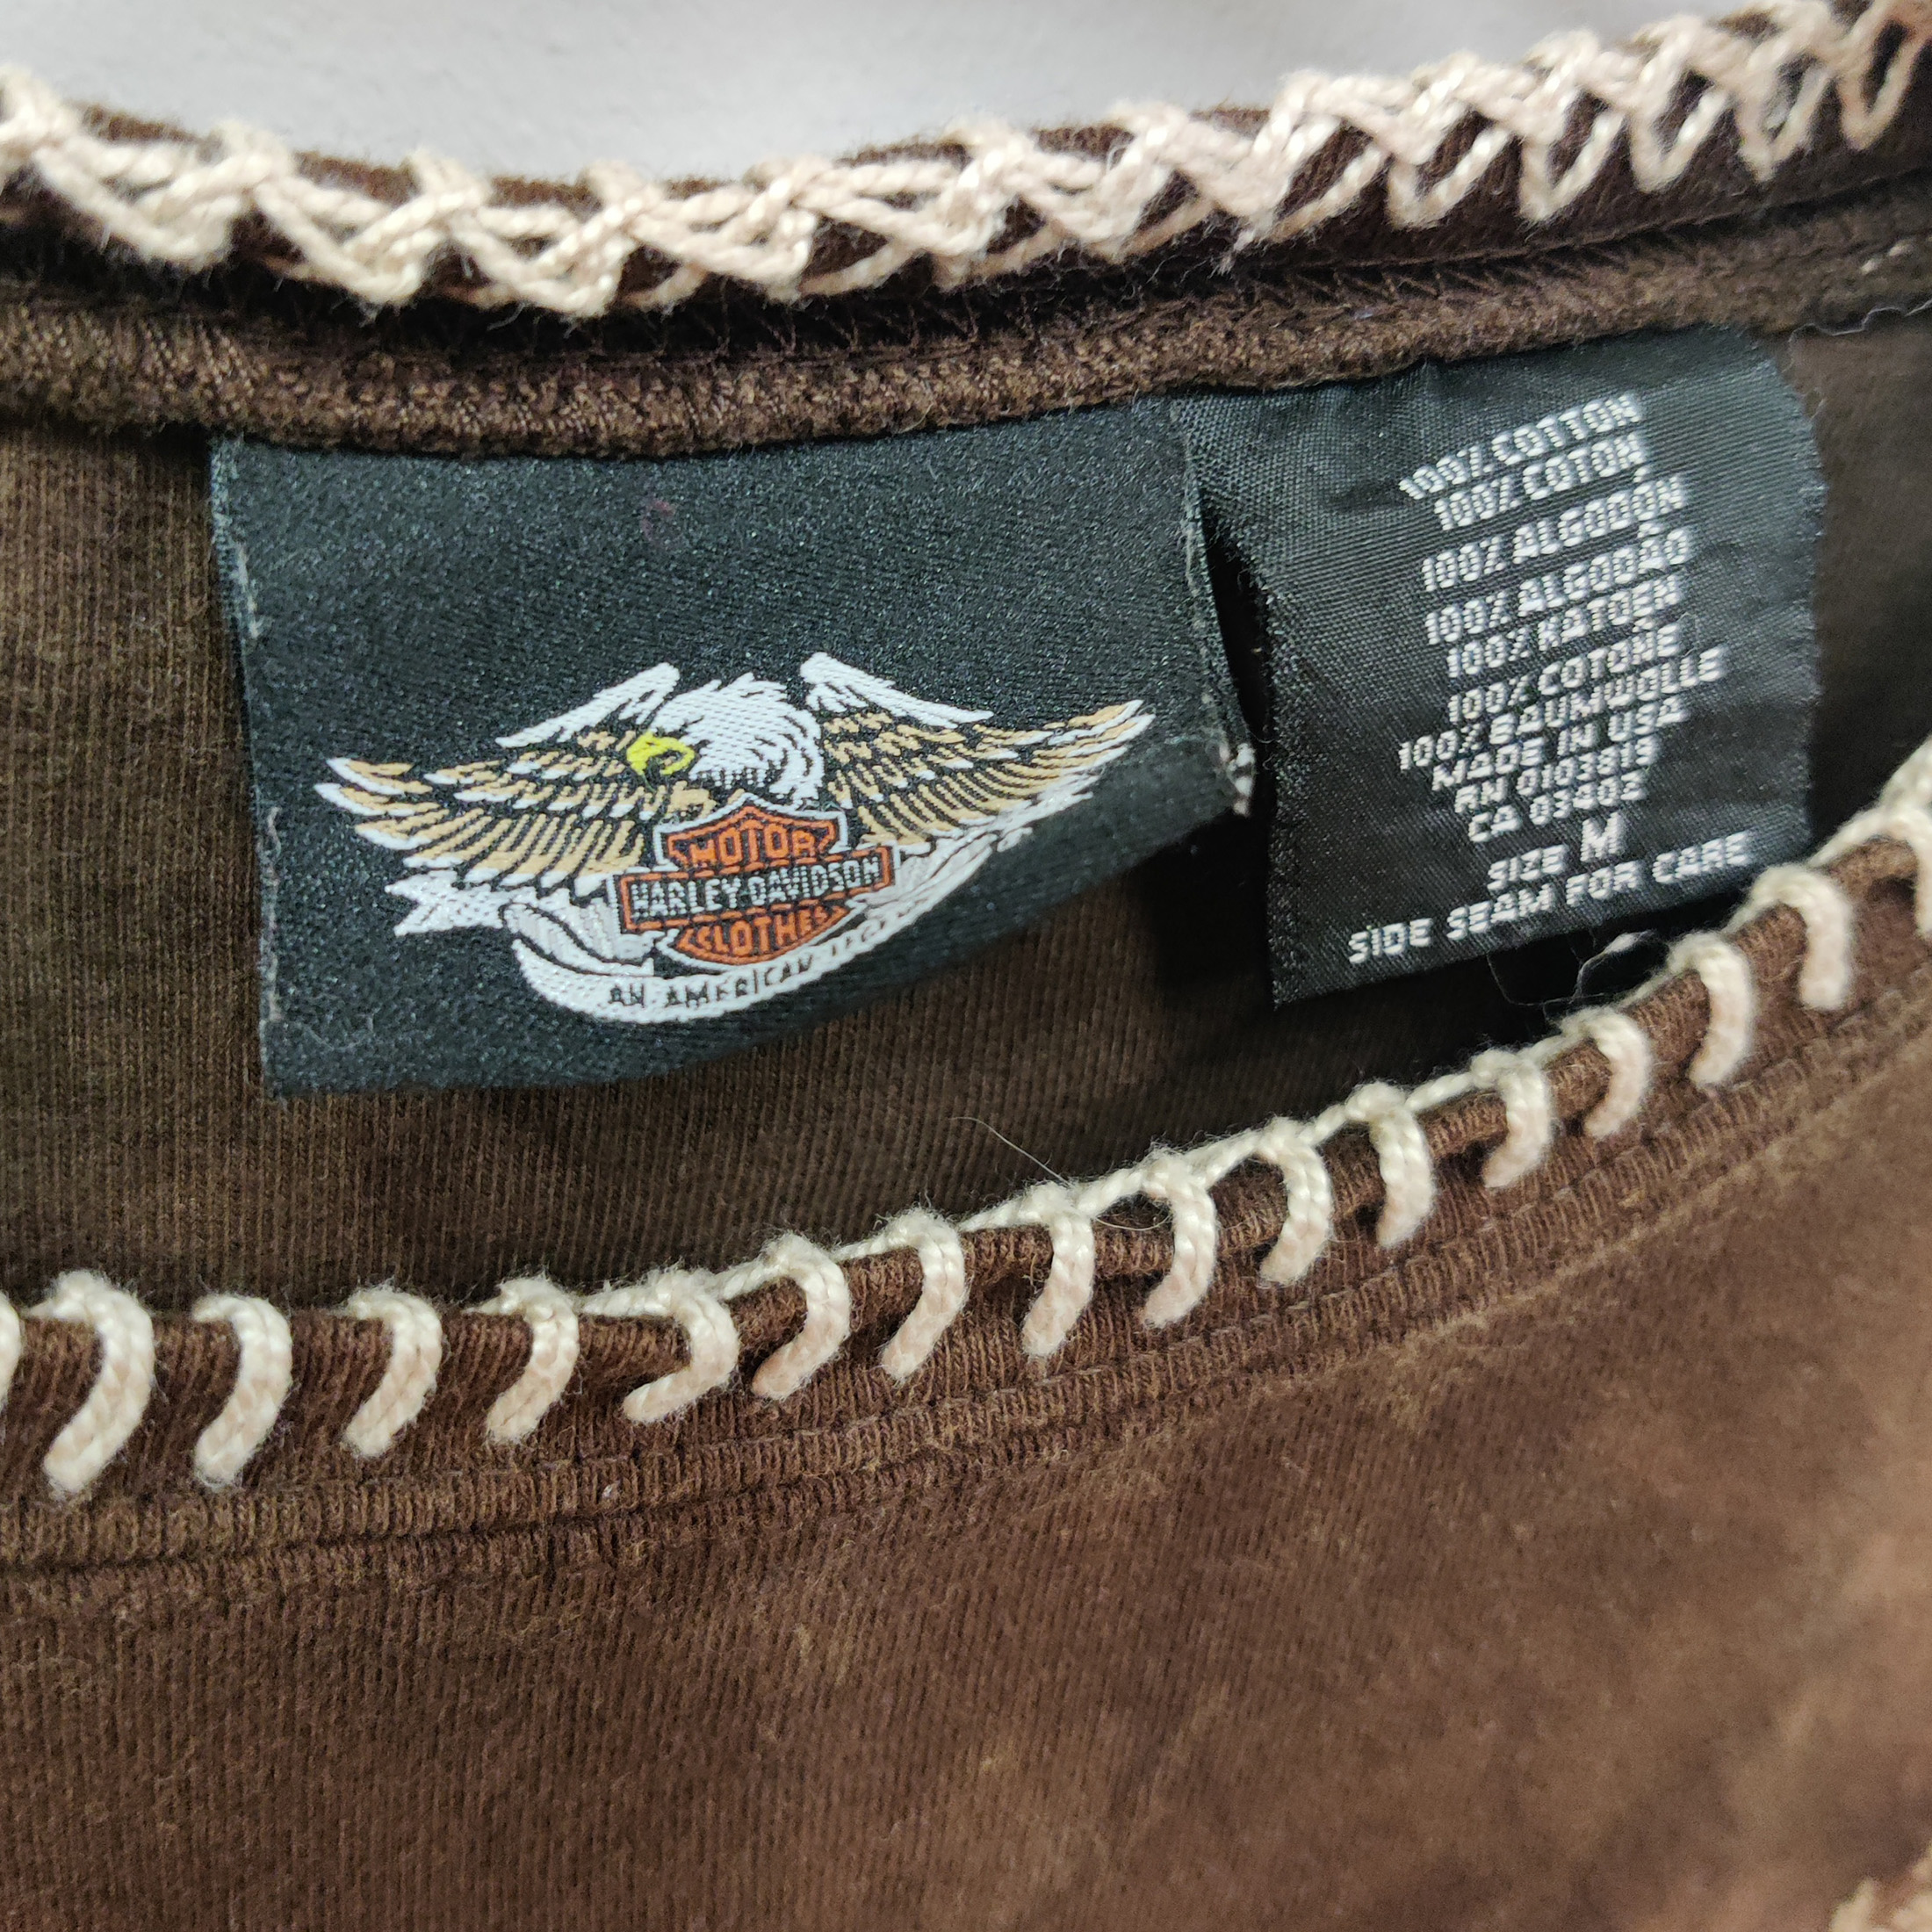 MOTOR
HARLEY-DAVIDSON
CLOTHES
AN AMERICAN
100% COTTON
100% COTON
100% ALGODON
100% ALGODÃO
100% KATOEN
100% COTONE
100% BAUMWOLLE
MADE IN USA
RN 0103819
CA 03402
SIZE M
SIDE SEAM FOR CARE